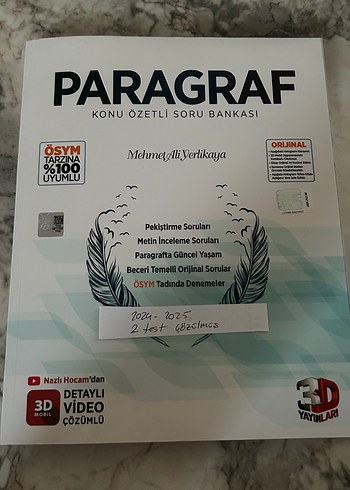 PARAGRAF
KONU ÖZETLİ SORU BANKASI
ÖSYM
TARZINA
%100
UYUMLU
Mehmet Ali Yerlikaya
ORİJİNAL
Pekiştirme Soruları
Metin İnceleme Soruları
Paragrafta Güncel Yaşam
Beceri Temelli Orijinal Sorular
ÖSYM Tadında Denemeler
2024-2025
2 test çözülmüş
Nazlı Hocam'dan
3D
MOBİL
DETAYLI
VİDEO
ÇÖZÜMLÜ
3D
YAYINLARI